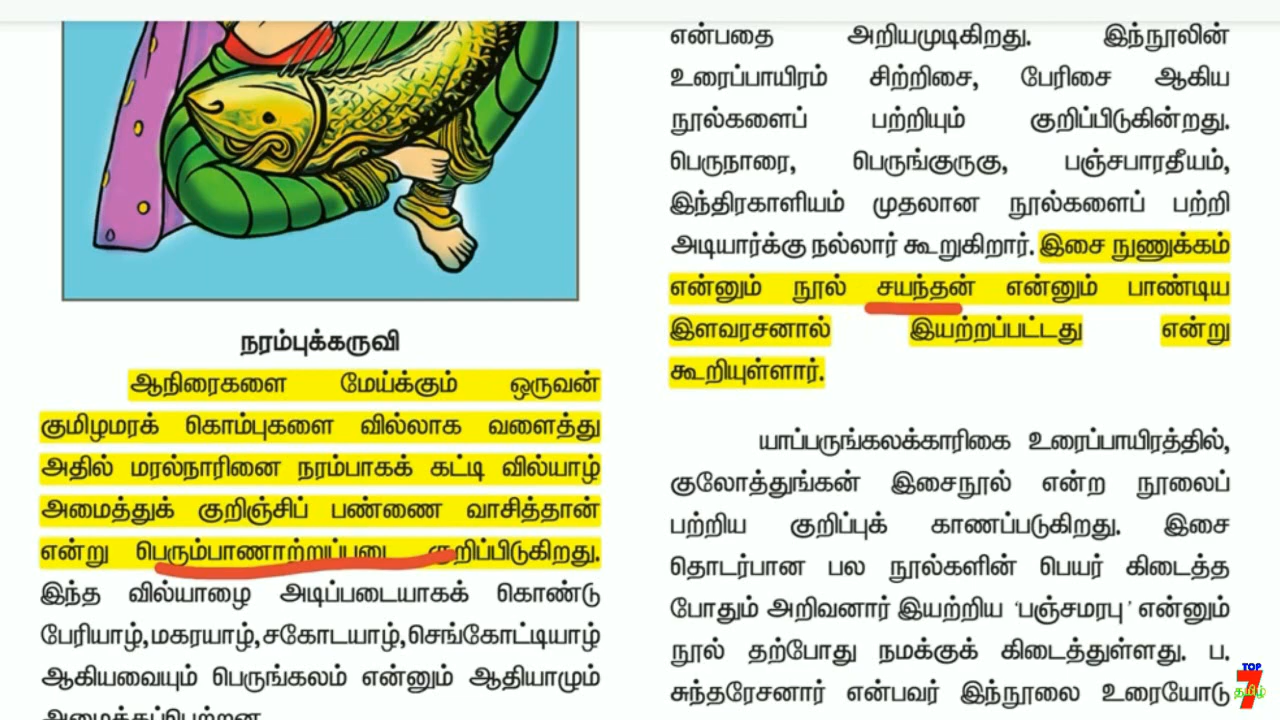 நரம்புக்கருவி
ஆநிரைகளை மேய்க்கும் ஒருவன்
குமிழமரக் கொம்புகளை வில்லாக வளைத்து
அதில் மரல்நாரினை நரம்பாகக் கட்டி வில்யாழ்
அமைத்துக் குறிஞ்சிப் பண்ணை வாசித்தான்
என்று பெரும்பாணாற்றுப்படை குறிப்பிடுகிறது.
இந்த வில்யாழை அடிப்படையாகக் கொண்டு
பேரியாழ், மகரயாழ், சகோடயாழ், செங்கோட்டியாழ்
ஆகியவையும் பெருங்கலம் என்னும் ஆதியாழும்
அமைக்கப்பெற்றன
என்பதை அறியமுடிகிறது. இந்நூலின்
உரைப்பாயிரம் சிற்றிசை, பேரிசை ஆகிய
நூல்களைப் பற்றியும் குறிப்பிடுகின்றது.
பெருநாரை, பெருங்குருகு, பஞ்சபாரதீயம்,
இந்திரகாளியம் முதலான நூல்களைப் பற்றி
அடியார்க்கு நல்லார் கூறுகிறார். இசை நுணுக்கம்
என்னும் நூல் சயந்தன் என்னும் பாண்டிய
இளவரசனால் இயற்றப்பட்டது என்று
கூறியுள்ளார்.
யாப்பருங்கலக்காரிகை உரைப்பாயிரத்தில்,
குலோத்துங்கன் இசைநூல் என்ற நூலைப்
பற்றிய குறிப்புக் காணப்படுகிறது. இசை
தொடர்பான பல நூல்களின் பெயர் கிடைத்த
போதும் அறிவனார் இயற்றிய ‘பஞ்சமரபு’ என்னும்
நூல் தற்போது நமக்குக் கிடைத்துள்ளது. ப.
சுந்தரேசனார் என்பவர் இந்நூலை உரையோடு
TOP
7
தமிழ்